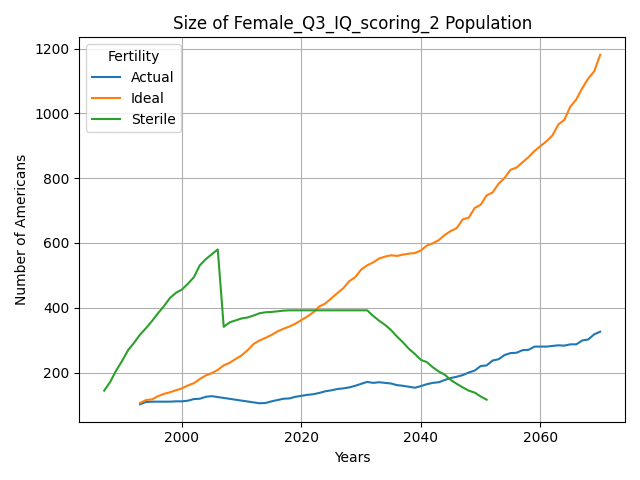 Size of Female_Q3_IQ_scoring_2 Population
Fertility
Actual
Ideal
Sterile
1200
1000
800
600
400
200
Number of Americans
2000
2020
2040
2060
Years